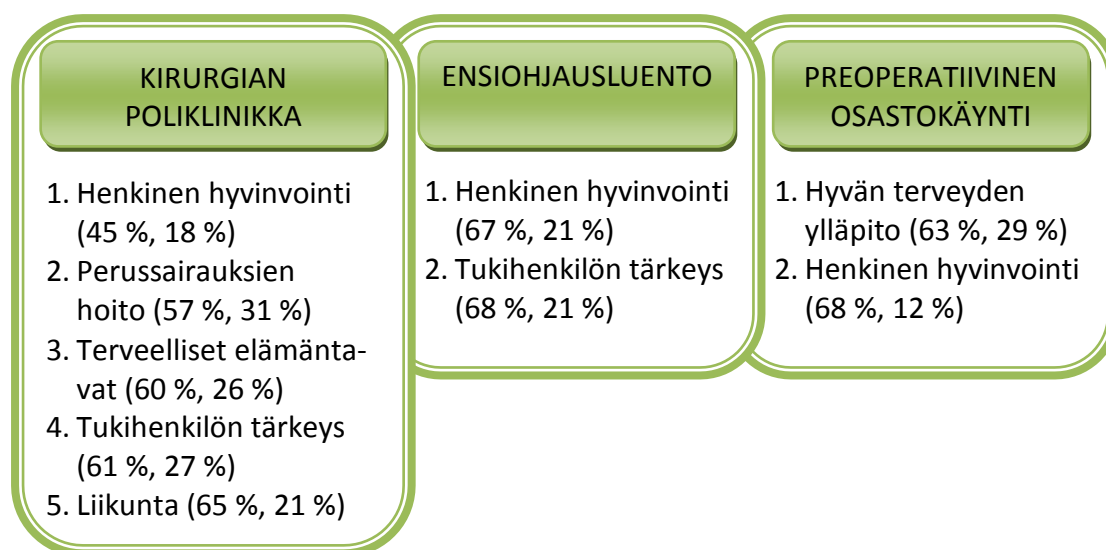 KIRURGIAN
POLIKLINIKKA
1. Henkinen hyvinvointi
(45 %, 18 %)
2. Perussairauksien
hoito (57 %, 31 %)
3. Terveelliset elämänta-
vat (60 %, 26 %)
4. Tukihenkilön tärkeys
(61 %, 27 %)
5. Liikunta (65 %, 21 %)
ENSIOHJAUSLUENTO
1. Henkinen hyvinvointi
(67 %, 21 %)
2. Tukihenkilön tärkeys
(68 %, 21 %)
PREOPERATIIVINEN
OSASTOKÄYNTI
1. Hyvän terveyden
ylläpito (63 %, 29 %)
2. Henkinen hyvinvointi
(68 %, 12 %)